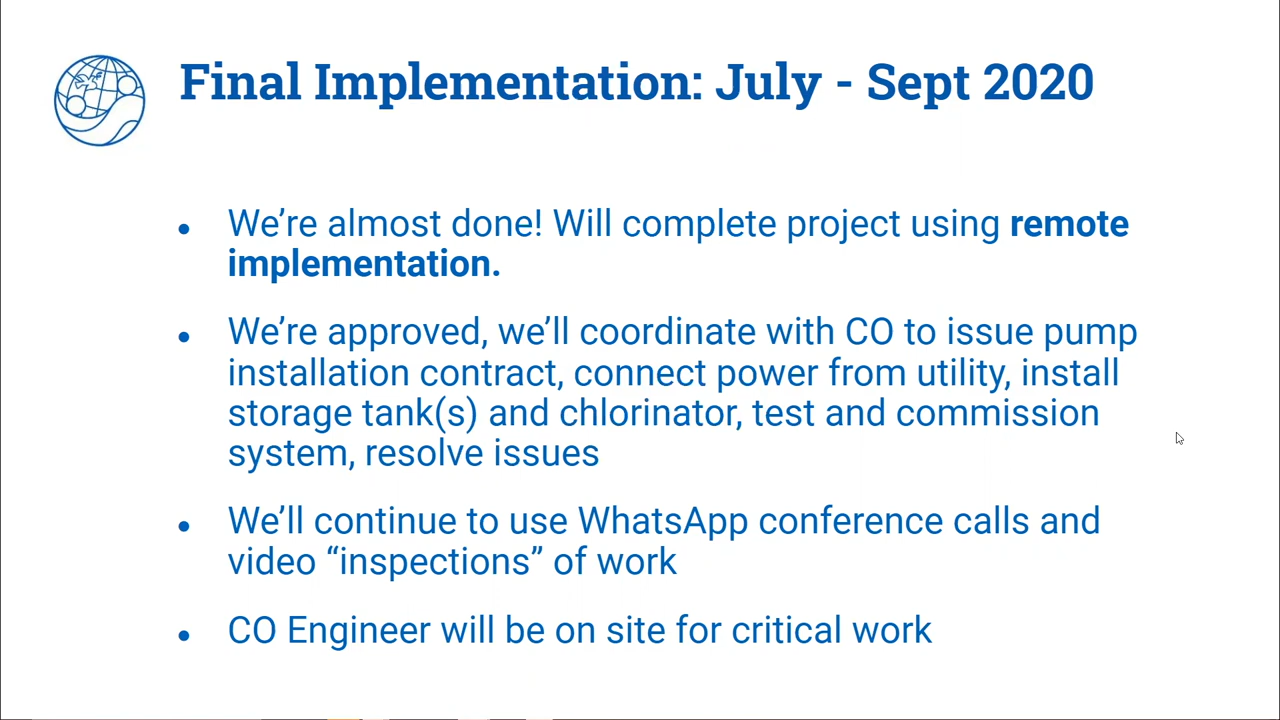 Final Implementation: July - Sept 2020
● We’re almost done! Will complete project using remote
implementation.
● We’re approved, we’ll coordinate with CO to issue pump
installation contract, connect power from utility, install
storage tank(s) and chlorinator, test and commission
system, resolve issues
● We’ll continue to use WhatsApp conference calls and
video “inspections” of work
● CO Engineer will be on site for critical work